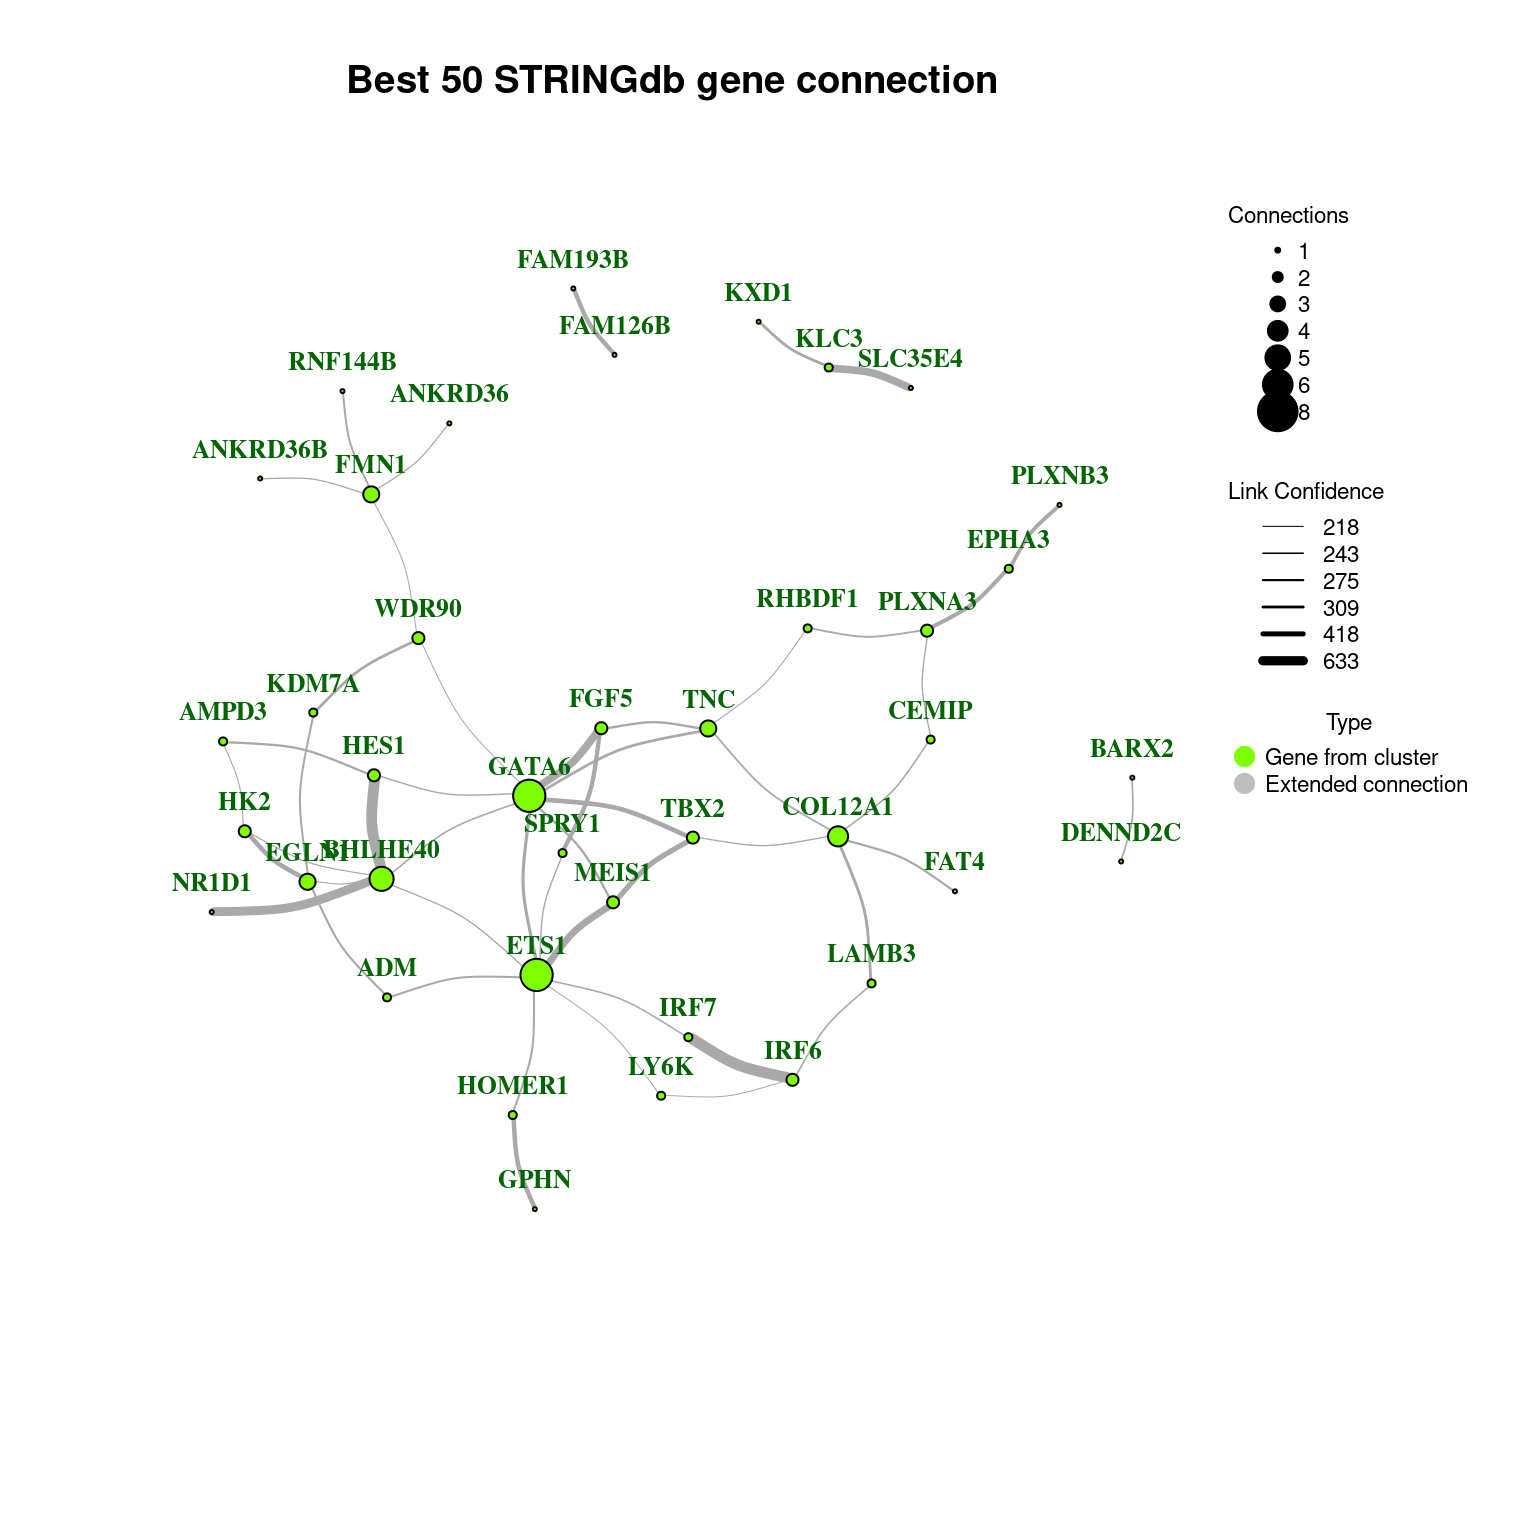 Best 50 STRINGdb gene connection
Connections
1
2
3
4
5
6
8
Link Confidence
218
243
275
309
418
633
Type
Gene from cluster
Extended connection
FAM193B
KXD1
FAM126B
KLC3
SLC35E4
RNF144B
ANKRD36
ANKRD36B
FMN1
PLXNB3
EPHA3
WDR90
RHBDF1
PLXNA3
KDM7A
FGF5
TNC
AMPD3
CEMIP
HES1
BARX2
GATA6
HK2
TBX2
COL12A1
SPRY1
DENND2C
EGLN1
BHLHE40
FAT4
MEIS1
NR1D1
ETS1
LAMB3
ADM
IRF7
IRF6
LY6K
HOMER1
GPHN